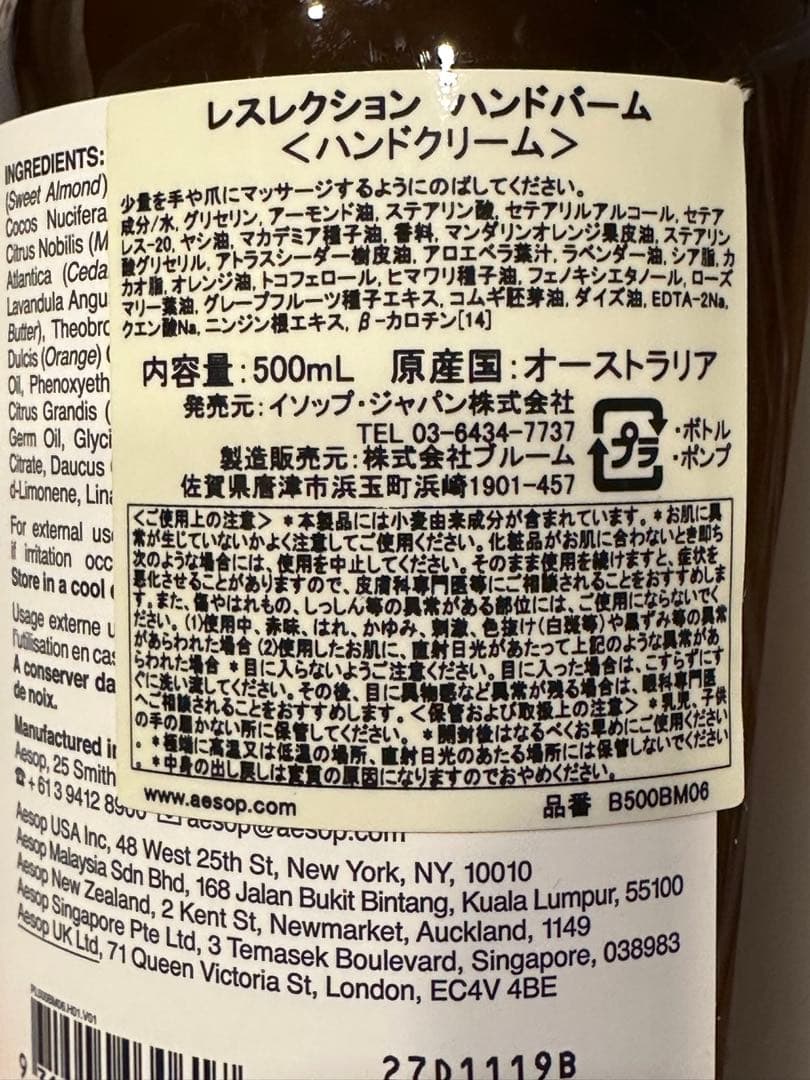 レスレクション ハンドバーム
<ハンドクリーム>
少量を手や爪にマッサージするようにのばしてください。
成分/水, グリセリン, アーモンド油, ステアリン酸, セテアリルアルコール, セテア
レス-20, ヤシ油, マカデミア種子油, 香料, マンダリンオレンジ果皮油, ステアリン
酸グリセリル, アトラスシーダー樹皮油, アロエベラ葉汁, ラベンダー油, シア脂, カ
カオ脂, オレンジ油, トコフェロール, ヒマワリ種子油, フェノキシエタノール, ローズ
マリー葉油, グレープフルーツ種子エキス, コムギ胚芽油, ダイズ油, EDTA-2Na,
クエン酸Na, ニンジン根エキス, β-カロチン[14]
内容量:500mL 原産国:オーストラリア
発売元:イソップ・ジャパン株式会社
TEL 03-6434-7737
製造販売元:株式会社ブルーム
佐賀県唐津市浜玉町浜崎1901-457
プラ
・ボトル
・ポンプ
<ご使用上の注意> *本製品には小麦由来成分が含まれています。*お肌に異
常が生じていないかよく注意してご使用ください。化粧品がお肌に合わないとき即ち
次のような場合には、使用を中止してください。そのまま使用を続けますと、症状を
悪化させることがありますので、皮膚科専門医等にご相談されることをおすすめしま
す。また、傷やはれもの、しっしん等の異常がある部位には、ご使用にならないでく
ださい。(1)使用中、赤味、はれ、かゆみ、刺激、色抜け(白斑等)や黒ずみ等の異常
があらわれた場合 (2)使用したお肌に、直射日光があたって上記のような異常があ
らわれた場合 *目に入らないようご注意ください。目に入った場合は、こすらずにす
ぐに洗い流してください。その後、目に異物感など異常が残る場合は、眼科専門医
へご相談されることをおすすめします。<保管および取扱上の注意> *乳児、子供
の手の届かない所に保管してください。*開封後はなるべくお早めにご使用ください
。*極端に高温又は低温の場所、直射日光のあたる場所には保管しないでください
。*中身の出し戻しは変質の原因になりますのでおやめください。
www.aesop.com 品番 B500BM06
INGREDIENTS:
(Sweet Almond)
Cocos Nucifera
Citrus Nobilis (M
Atlantica (Ceda
Lavandula Angu
Butter), Theobro
Dulcis (Orange)
Oil, Phenoxyeth
Citrus Grandis (
Germ Oil, Glyci
Citrate, Daucus
d-Limonene, Lin
For external us
if irritation occ
Store in a cool
Usage externe u
l'utilisation en cas
A conserver da
de noix.
Manufactured i
Aesop, 25 Smith
☎ +61 3 9412 8900 aesop@aesop.com
Aesop USA Inc, 48 West 25th St, New York, NY, 10010
Aesop Malaysia Sdn Bhd, 168 Jalan Bukit Bintang, Kuala Lumpur, 55100
Aesop New Zealand, 2 Kent St, Newmarket, Auckland, 1149
Aesop Singapore Pte Ltd, 3 Temasek Boulevard, Singapore, 038983
Aesop UK Ltd, 71 Queen Victoria St, London, EC4V 4BE
27D1119B